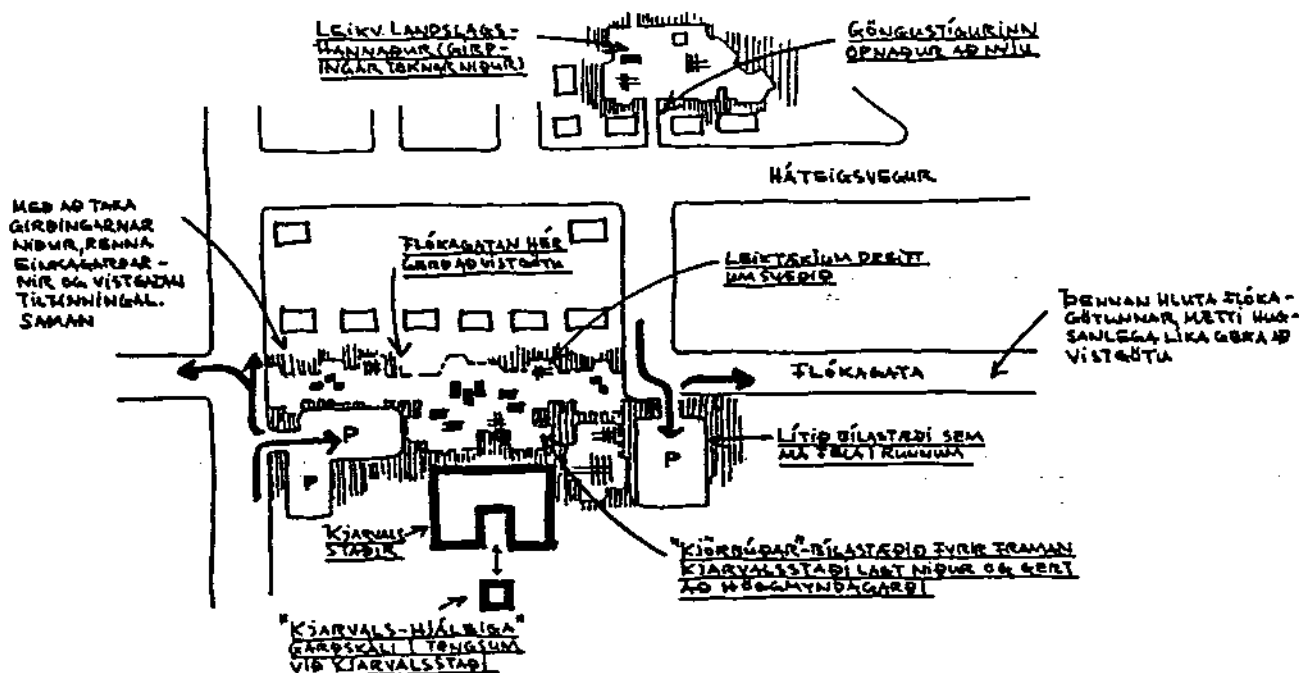 LEIKV. LANDSLAGS-
HANNAÐUR (GIRÐ-
INGAR TEKNAR NIÐUR)
GÖNGUSTÍGURINN
OPNAÐUR AÐ NÝJU
HÁTEIGSVEGUR
MEÐ AÐ TAKA
GIRÐINGARNAR
NIÐUR, RENNA
EINKAGARÐAR-
NIR OG VISTGATAN
SAMAN
FLÓKAGATAN HÉR
GERÐ AÐ VISTGÖTU
LEIKTÆKJUM DREIFT
UM SVÆÐIÐ
ÞENNAN HLUTA FLÓKA-
GÖTUNNAR, MÆTTI HUG-
SANLEGA LÍKA GERA AÐ
VISTGÖTU
FLÓKAGATA
P
P
P
LÍTIÐ BÍLASTÆÐI SEM
MÁ FELA Í RUNNUM
KJARVALS-
STAÐIR
"KJÖRBÚÐAR"-BÍLASTÆÐIÐ FYRIR FRAMAN
KJARVALSSTAÐI LAGT NIÐUR OG GERT
AÐ HÖGGMYNDAGARÐI
"KJARVALS-HJÁLEIGA"
GARÐSKÁLI Í TENGSLUM
VIÐ KJARVALSSTAÐI